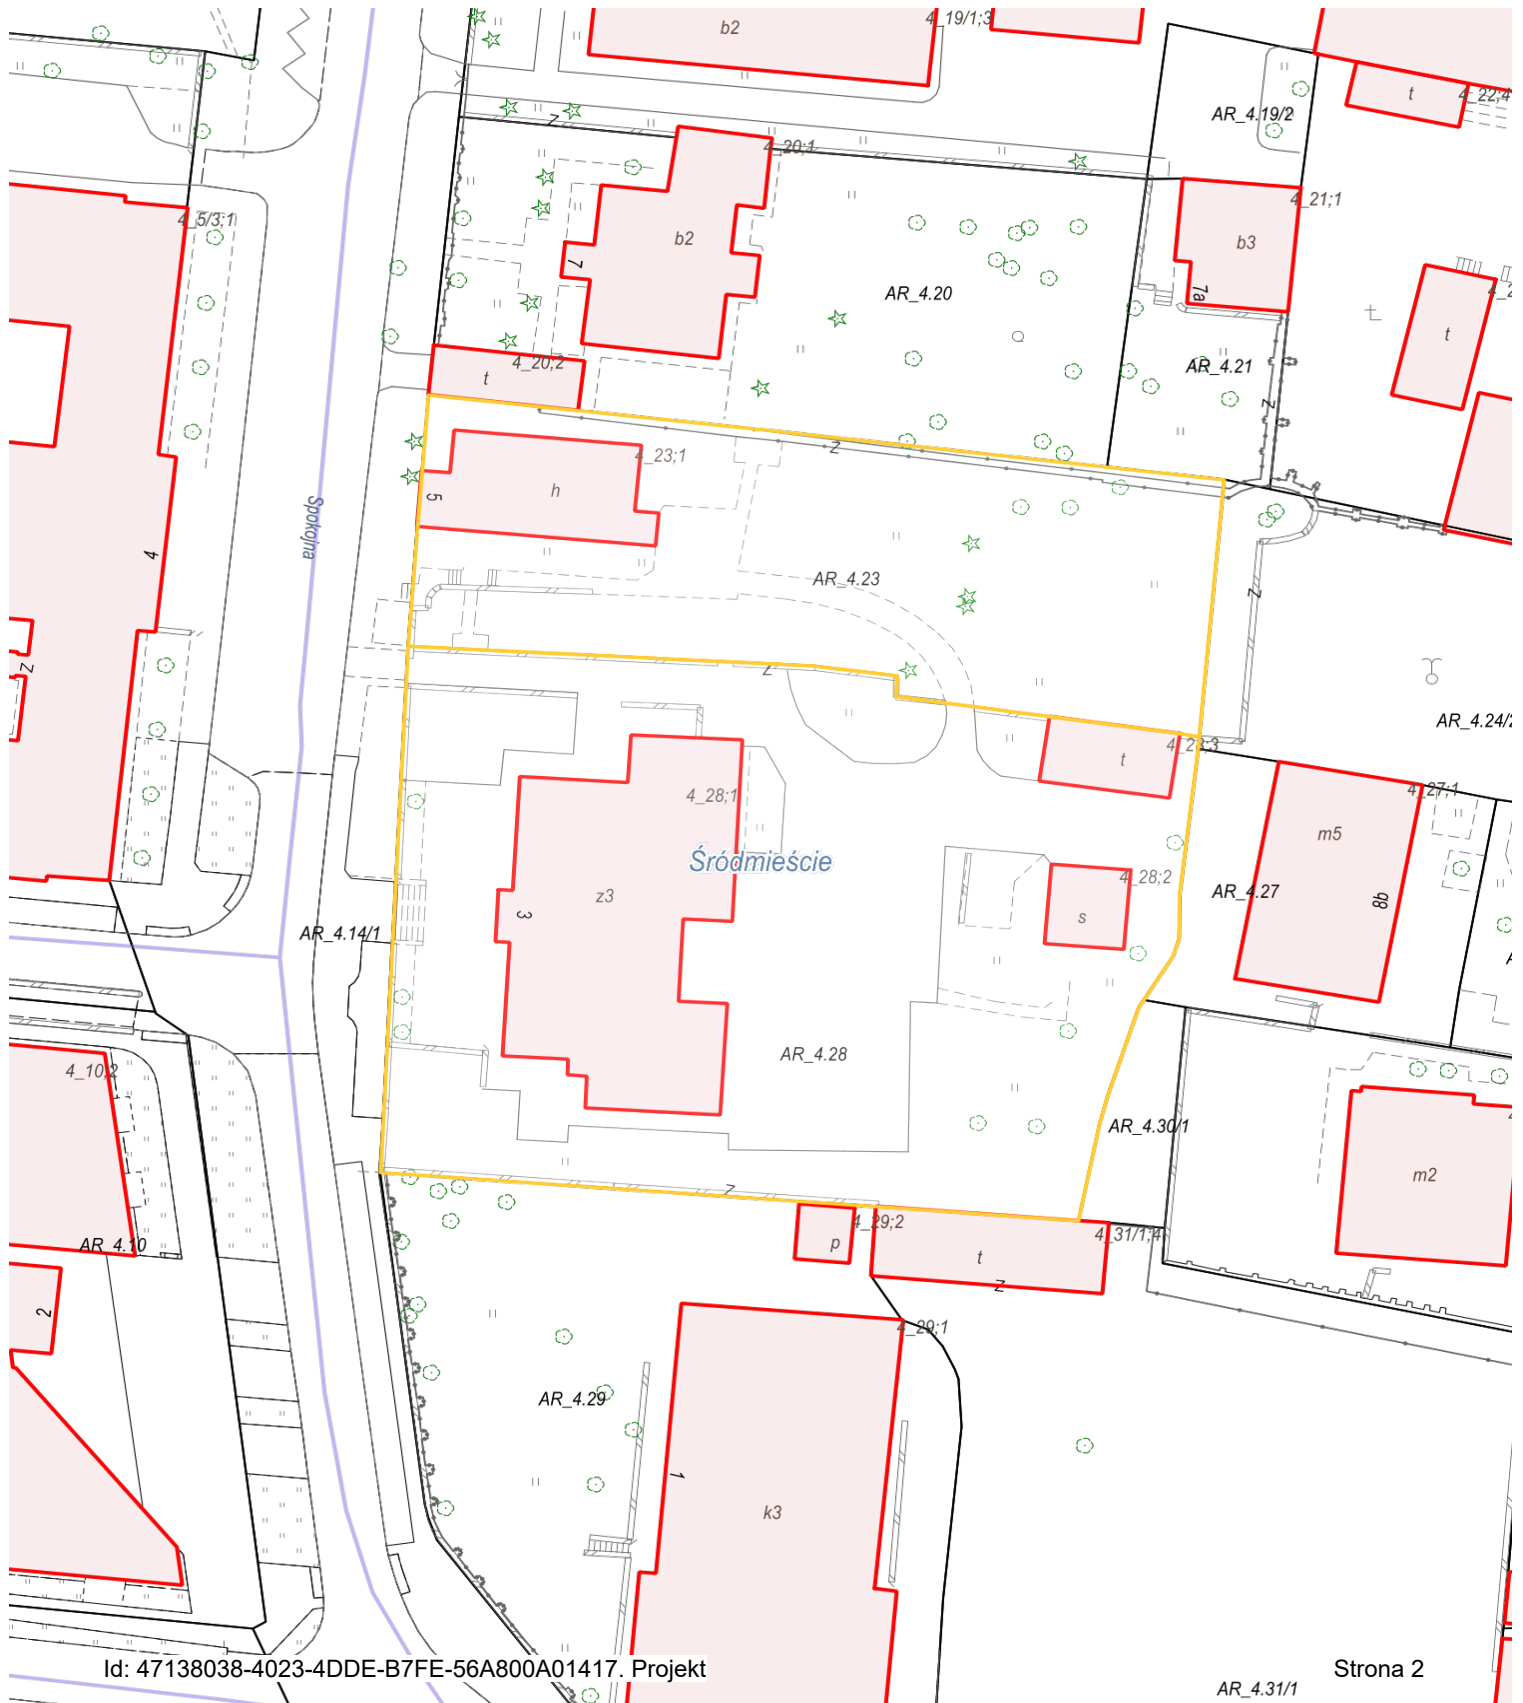 b2
4_19/1;3
t
4_22;4
AR_4.19/2
4_20;1
4_21;1
4_5/3;1
b2
b3
7
7a
AR_4.20
t
4_20;2
t
AR_4.21
Z
Z
4_23;1
h
5
Spokojna
4
AR_4.23
Z
Z
Z
AR_4.24/2
4_23;3
t
4_28;1
4_27;1
m5
Śródmieście
z3
4_28;2
3
s
AR_4.27
8b
AR_4.14/1
AR_4.28
4_10;2
AR_4.30/1
m2
Z
4_29;2
p
4_31/1;4
t
Z
AR_4.10
2
4_29;1
AR_4.29
1
k3
Id: 47138038-4023-4DDE-B7FE-56A800A01417. Projekt
Strona 2
AR_4.31/1